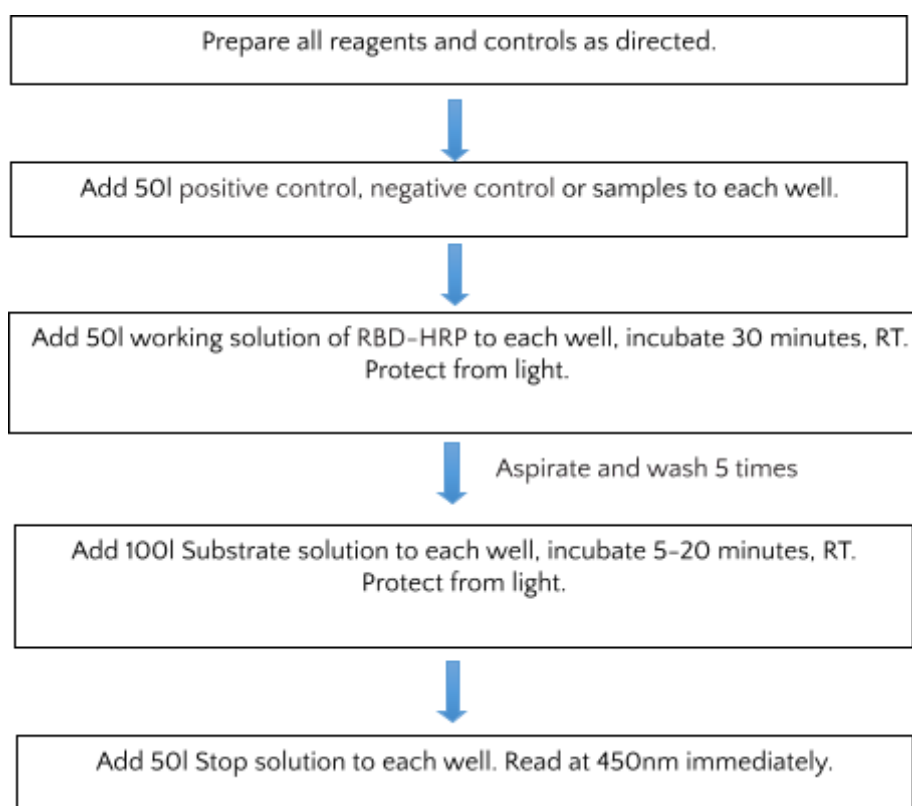 Prepare all reagents and controls as directed.
Add 50l positive control, negative control or samples to each well.
Add 50l working solution of RBD-HRP to each well, incubate 30 minutes, RT.
Protect from light.
Aspirate and wash 5 times
Add 100l Substrate solution to each well, incubate 5-20 minutes, RT.
Protect from light.
Add 50l Stop solution to each well. Read at 450nm immediately.